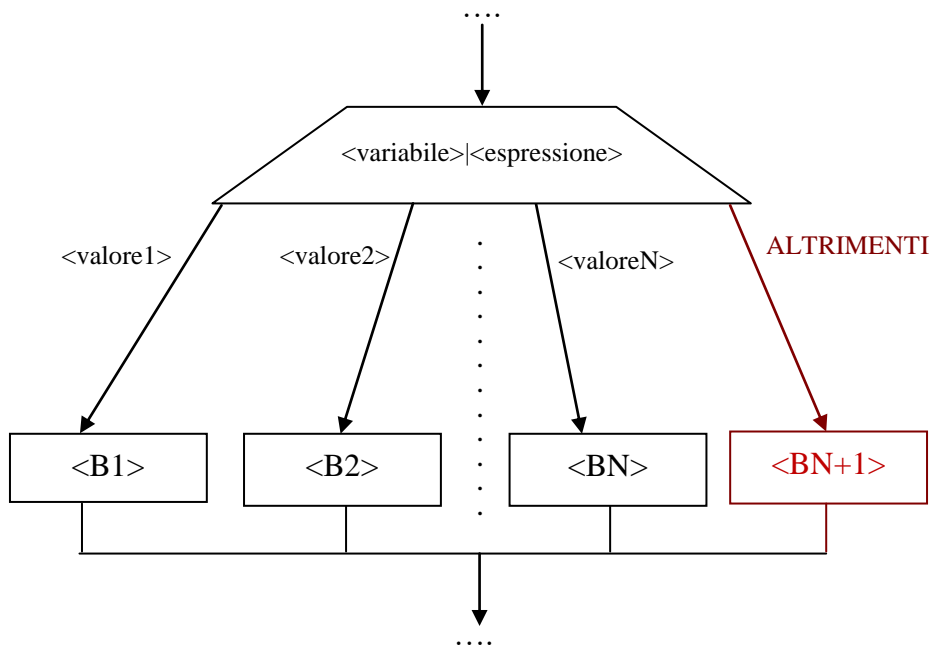 ....
<variabile>|<espressione>
<valore1>
<valore2>
<valoreN>
ALTRIMENTI
<B1>
<B2>
<BN>
<BN+1>
....